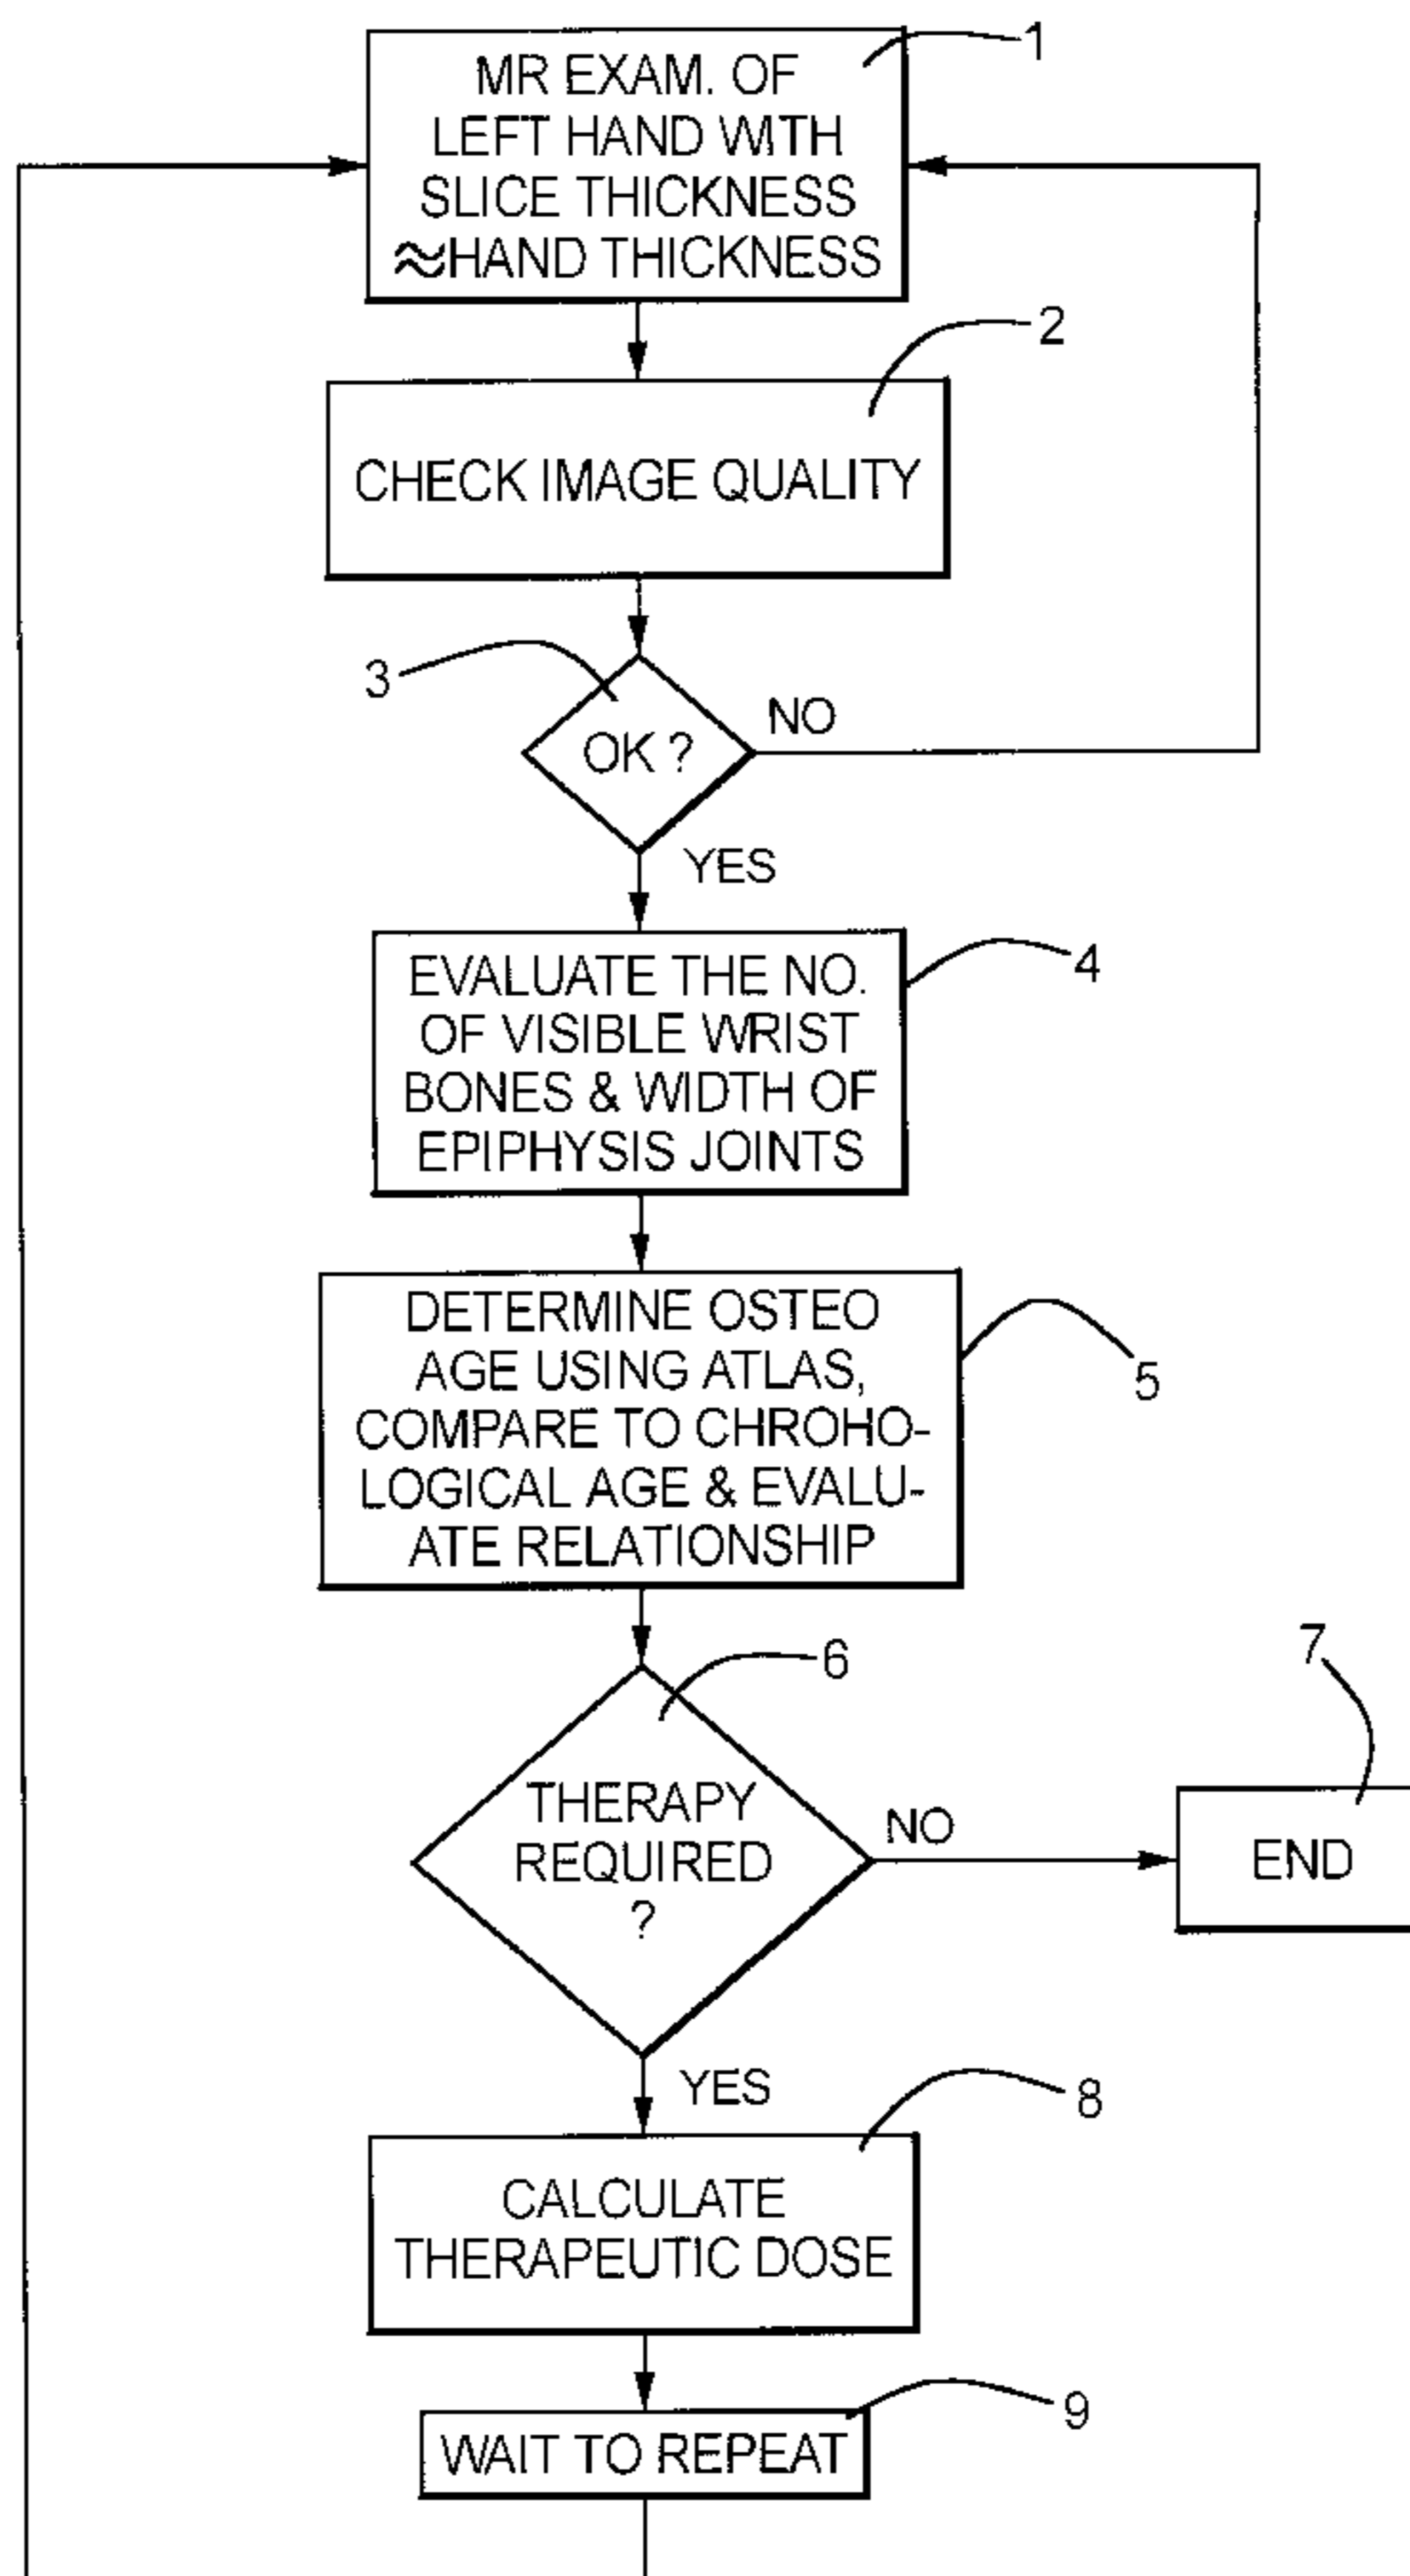 1
MR EXAM. OF
LEFT HAND WITH
SLICE THICKNESS
≈HAND THICKNESS
2
CHECK IMAGE QUALITY
3
OK ?
NO
YES
4
EVALUATE THE NO.
OF VISIBLE WRIST
BONES & WIDTH OF
EPIPHYSIS JOINTS
DETERMINE OSTEO
AGE USING ATLAS,
COMPARE TO CHROHO-
LOGICAL AGE & EVALU-
ATE RELATIONSHIP
5
6
THERAPY
REQUIRED
?
NO
7
END
YES
8
CALCULATE
THERAPEUTIC DOSE
9
WAIT TO REPEAT